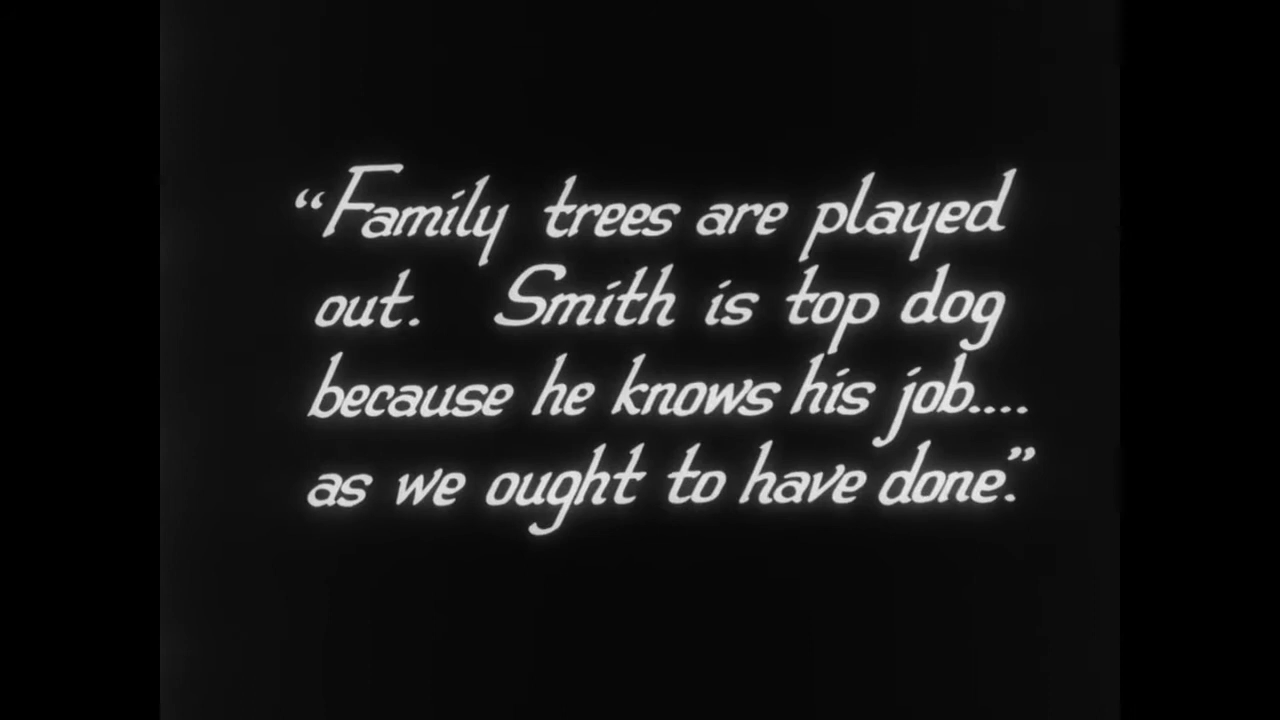 “Family trees are played
out. Smith is top dog
because he knows his job....
as we ought to have done.”